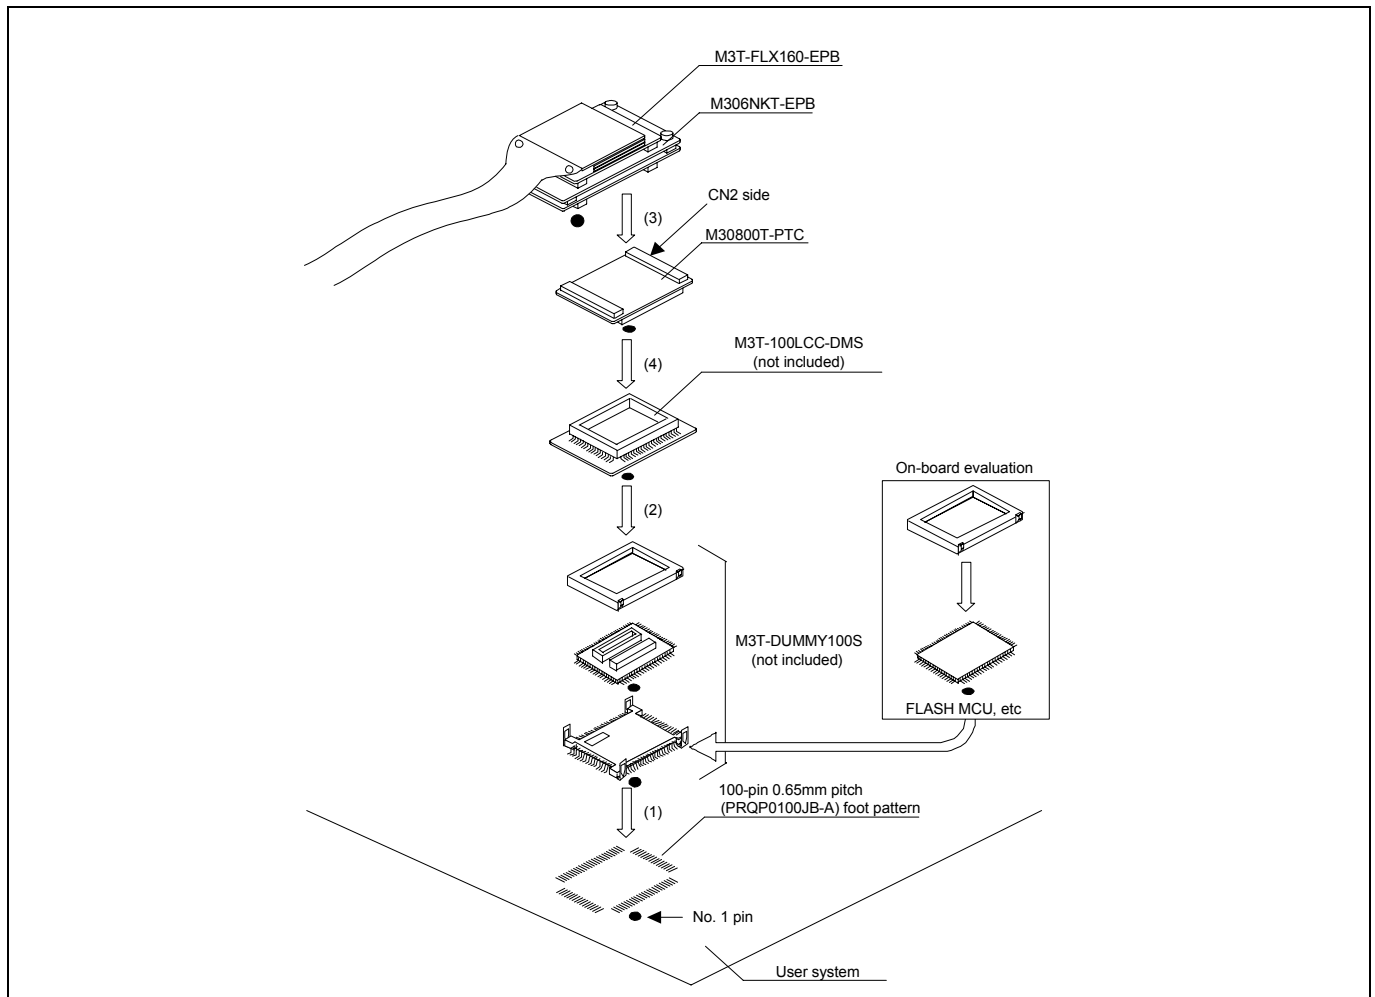 M3T-FLX160-EPB
M306NKT-EPB
CN2 side
(3)
M30800T-PTC
M3T-100LCC-DMS
(not included)
(4)
On-board evaluation
(2)
M3T-DUMMY100S
(not included)
FLASH MCU, etc
100-pin 0.65mm pitch
(PRQP0100JB-A) foot pattern
(1)
No. 1 pin
User system